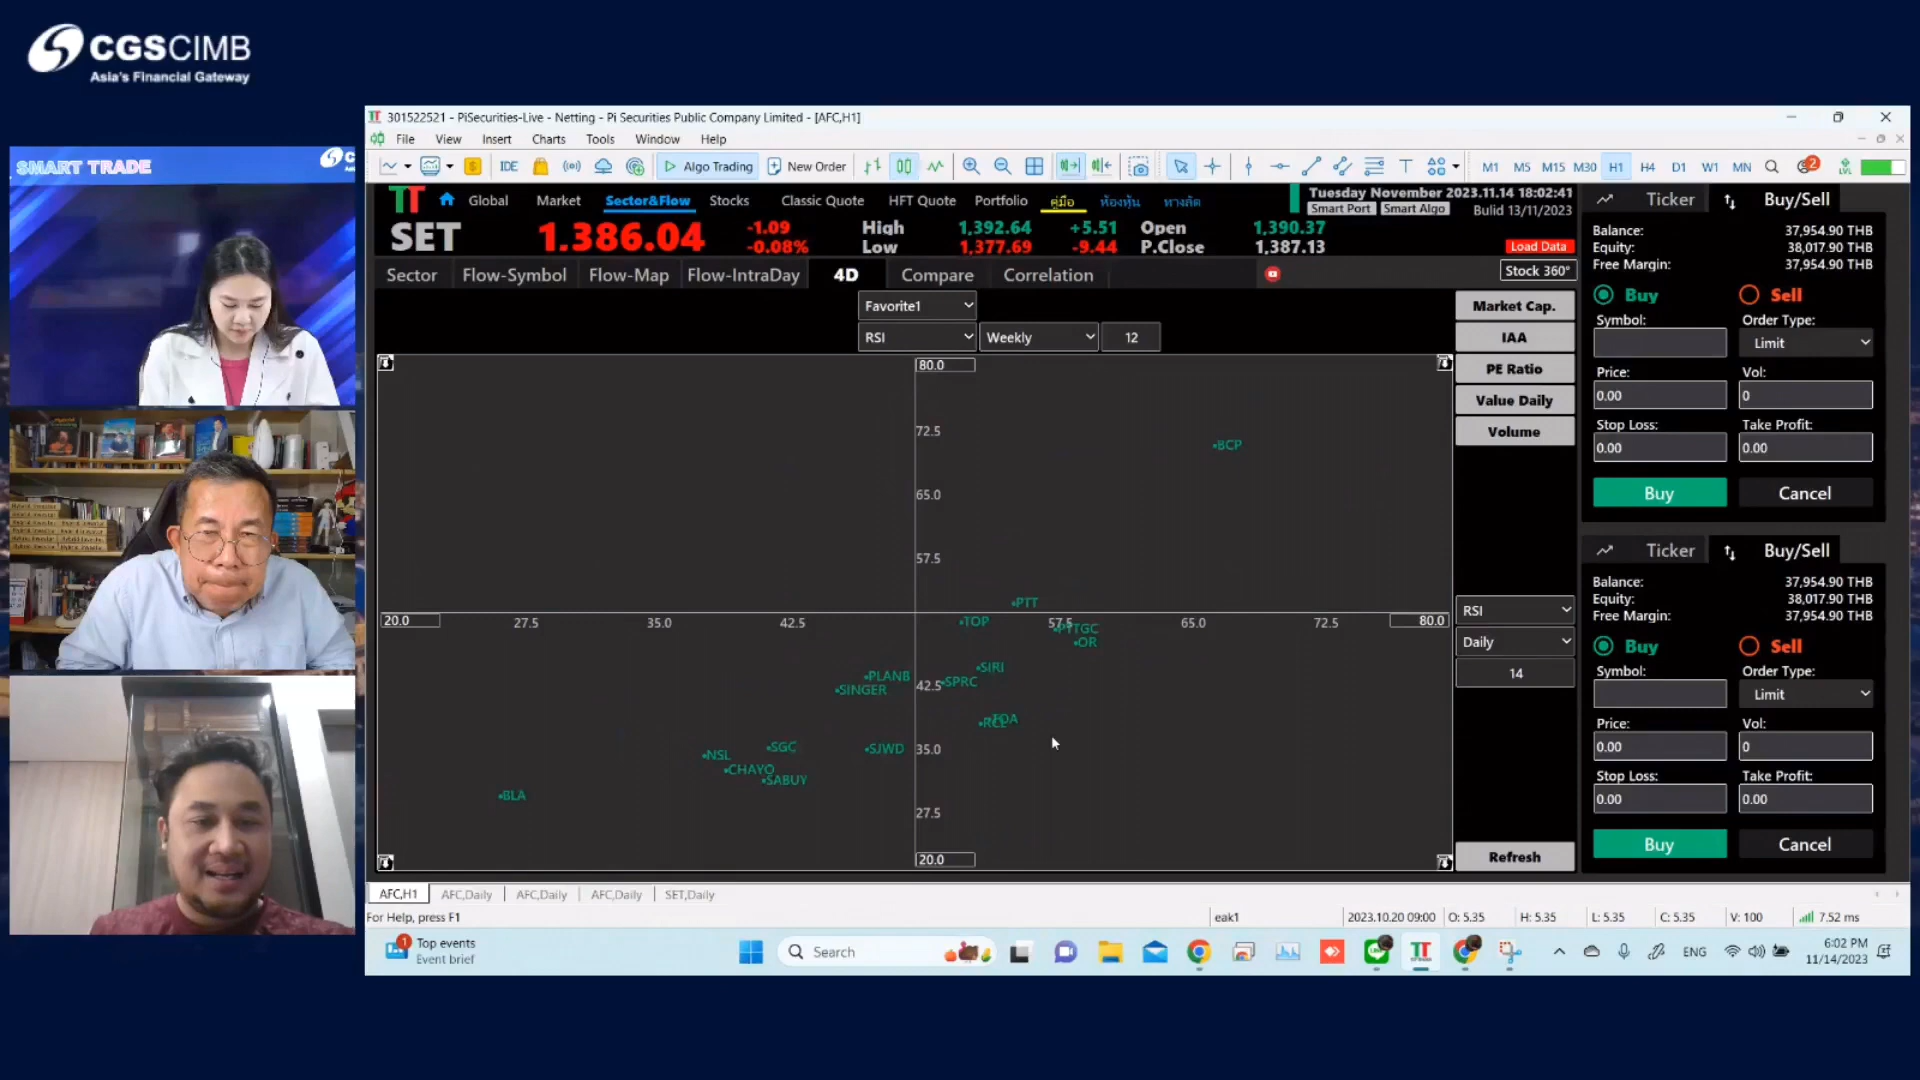 CGS CIMB
Asia's Financial Gateway
SMART TRADE
301522521 - PiSecurities-Live - Netting - Pi Securities Public Company Limited - [AFC,H1]
File View Insert Charts Tools Window Help
IDE Algo Trading New Order M1 M5 M15 M30 H1 H4 D1 W1 MN 2
Global Market Sector&Flow Stocks Classic Quote HFT Quote Portfolio คู่มือ ห้องหุ้น ทางลัด
Tuesday November 2023.11.14 18:02:41
Smart Port Smart Algo Bulid 13/11/2023
SET 1.386.04 -1.09 -0.08%
High 1,392.64 +5.51 Open 1,390.37
Low 1,377.69 -9.44 P.Close 1,387.13
Load Data
Sector Flow-Symbol Flow-Map Flow-IntraDay 4D Compare Correlation Stock 360°
Favorite1
RSI Weekly 12
Market Cap.
IAA
PE Ratio
Value Daily
Volume
80.0
72.5
BCP
65.0
57.5
PTT
20.0 27.5 35.0 42.5 57.5 65.0 72.5 80.0
TOP
PTTGC
OR
SIRI
PLANB
42.5
SPRC
SINGER
TOA
RCL
SGC
SJWD
35.0
NSL
CHAYO
SABUY
BLA
27.5
20.0
RSI
Daily
14
Refresh
Ticker Buy/Sell
Balance: 37,954.90 THB
Equity: 38,017.90 THB
Free Margin: 37,954.90 THB
Buy Sell
Symbol: Order Type:
Limit
Price: Vol:
0.00 0
Stop Loss: Take Profit:
0.00 0.00
Buy Cancel
Ticker Buy/Sell
Balance: 37,954.90 THB
Equity: 38,017.90 THB
Free Margin: 37,954.90 THB
Buy Sell
Symbol: Order Type:
Limit
Price: Vol:
0.00 0
Stop Loss: Take Profit:
0.00 0.00
Buy Cancel
AFC,H1 AFC,Daily AFC,Daily AFC,Daily SET,Daily
For Help, press F1 eak1 2023.10.20 09:00 O: 5.35 H: 5.35 L: 5.35 C: 5.35 V: 100 7.52 ms
1 Top events
Event brief
Search
ENG
6:02 PM
11/14/2023